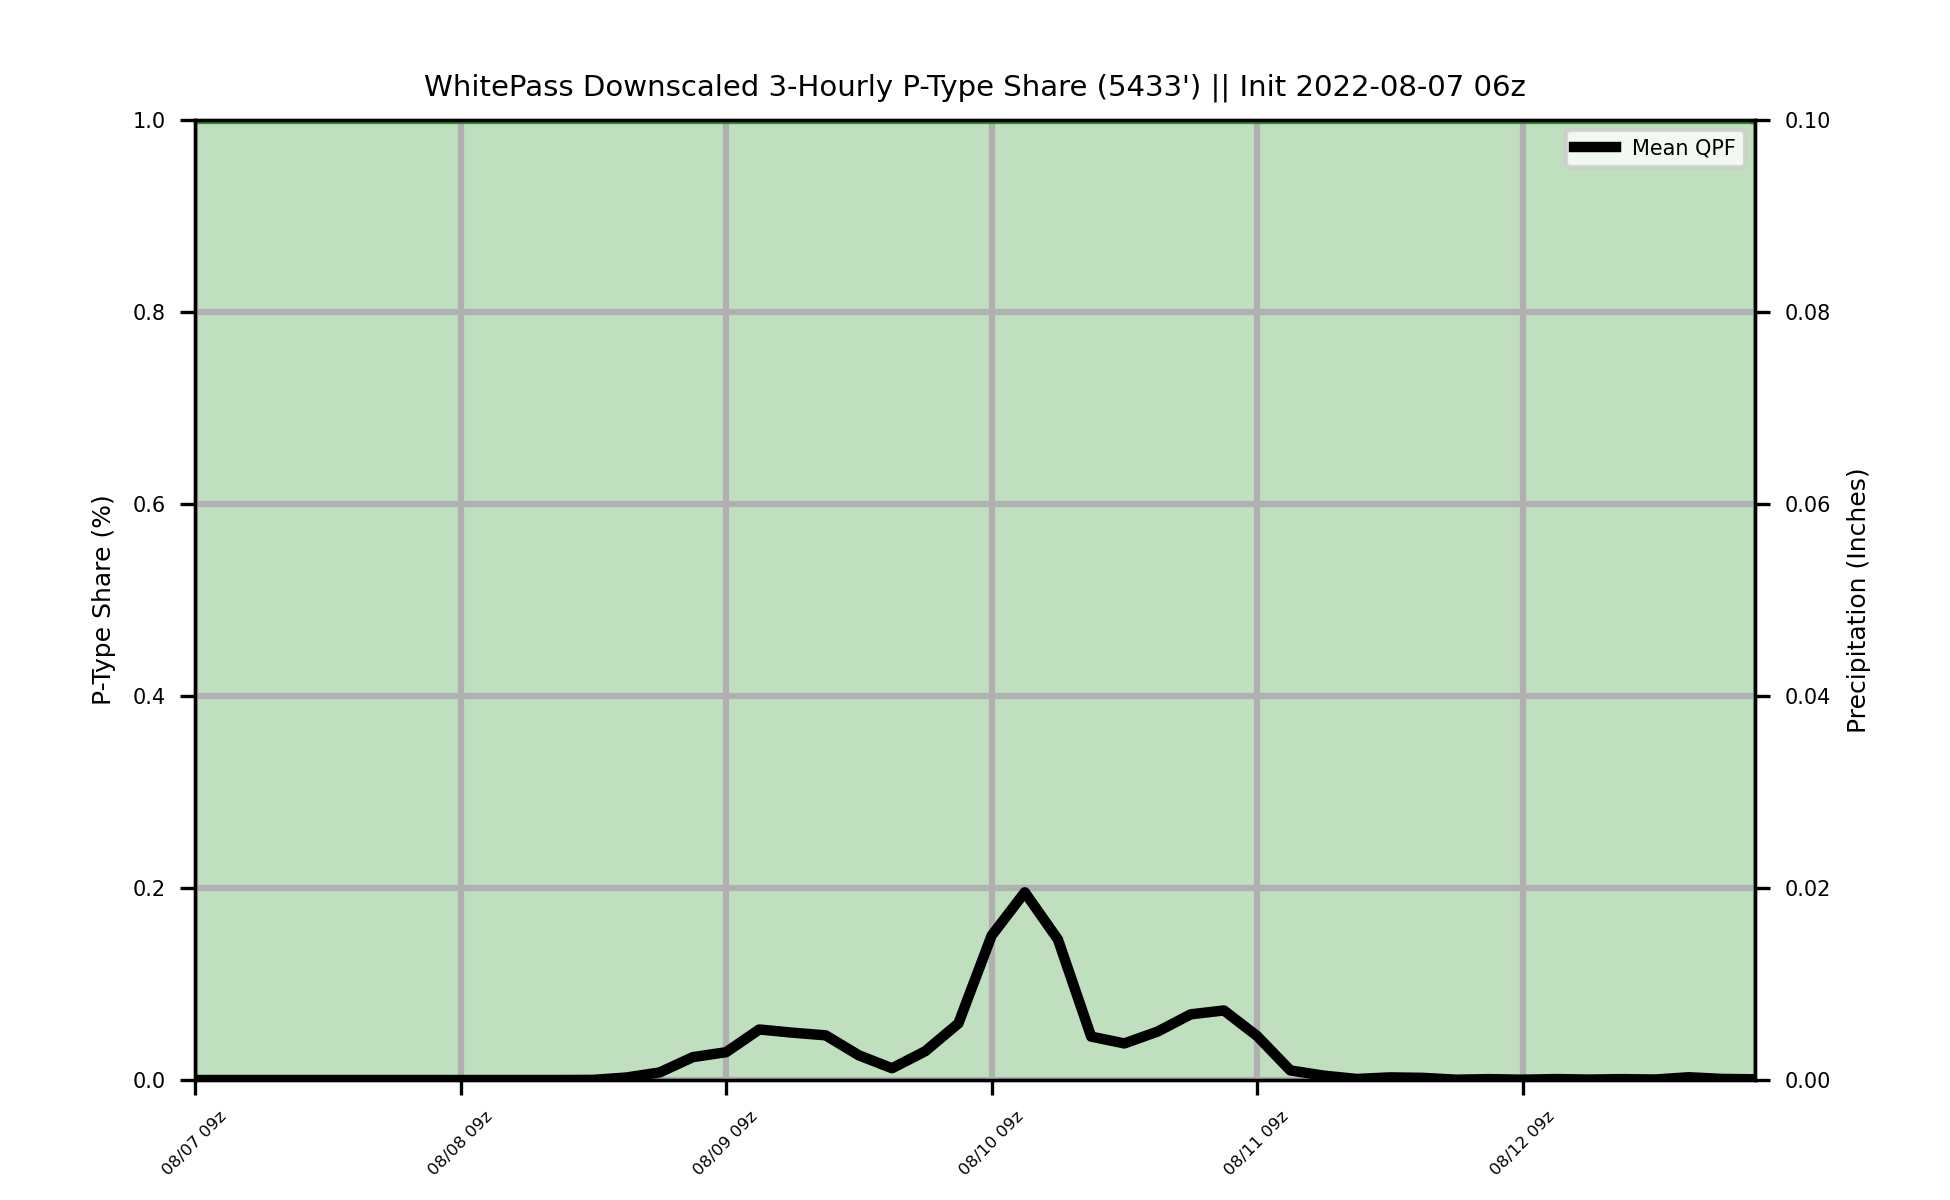 WhitePass Downscaled 3-Hourly P-Type Share (5433') || Init 2022-08-07 06z
Mean QPF
P-Type Share (%)
1.0
0.8
0.6
0.4
0.2
0.0
0.10
0.08
0.06
0.04
0.02
0.00
Precipitation (Inches)
08/07 09z
08/08 09z
08/09 09z
08/10 09z
08/11 09z
08/12 09z